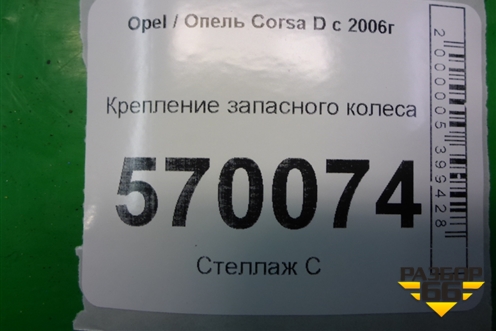 Opel / Опель Corsa D с 2006г
Крепление запасного колеса
570074
Стеллаж С
2000005399428
РАЗБОР
66